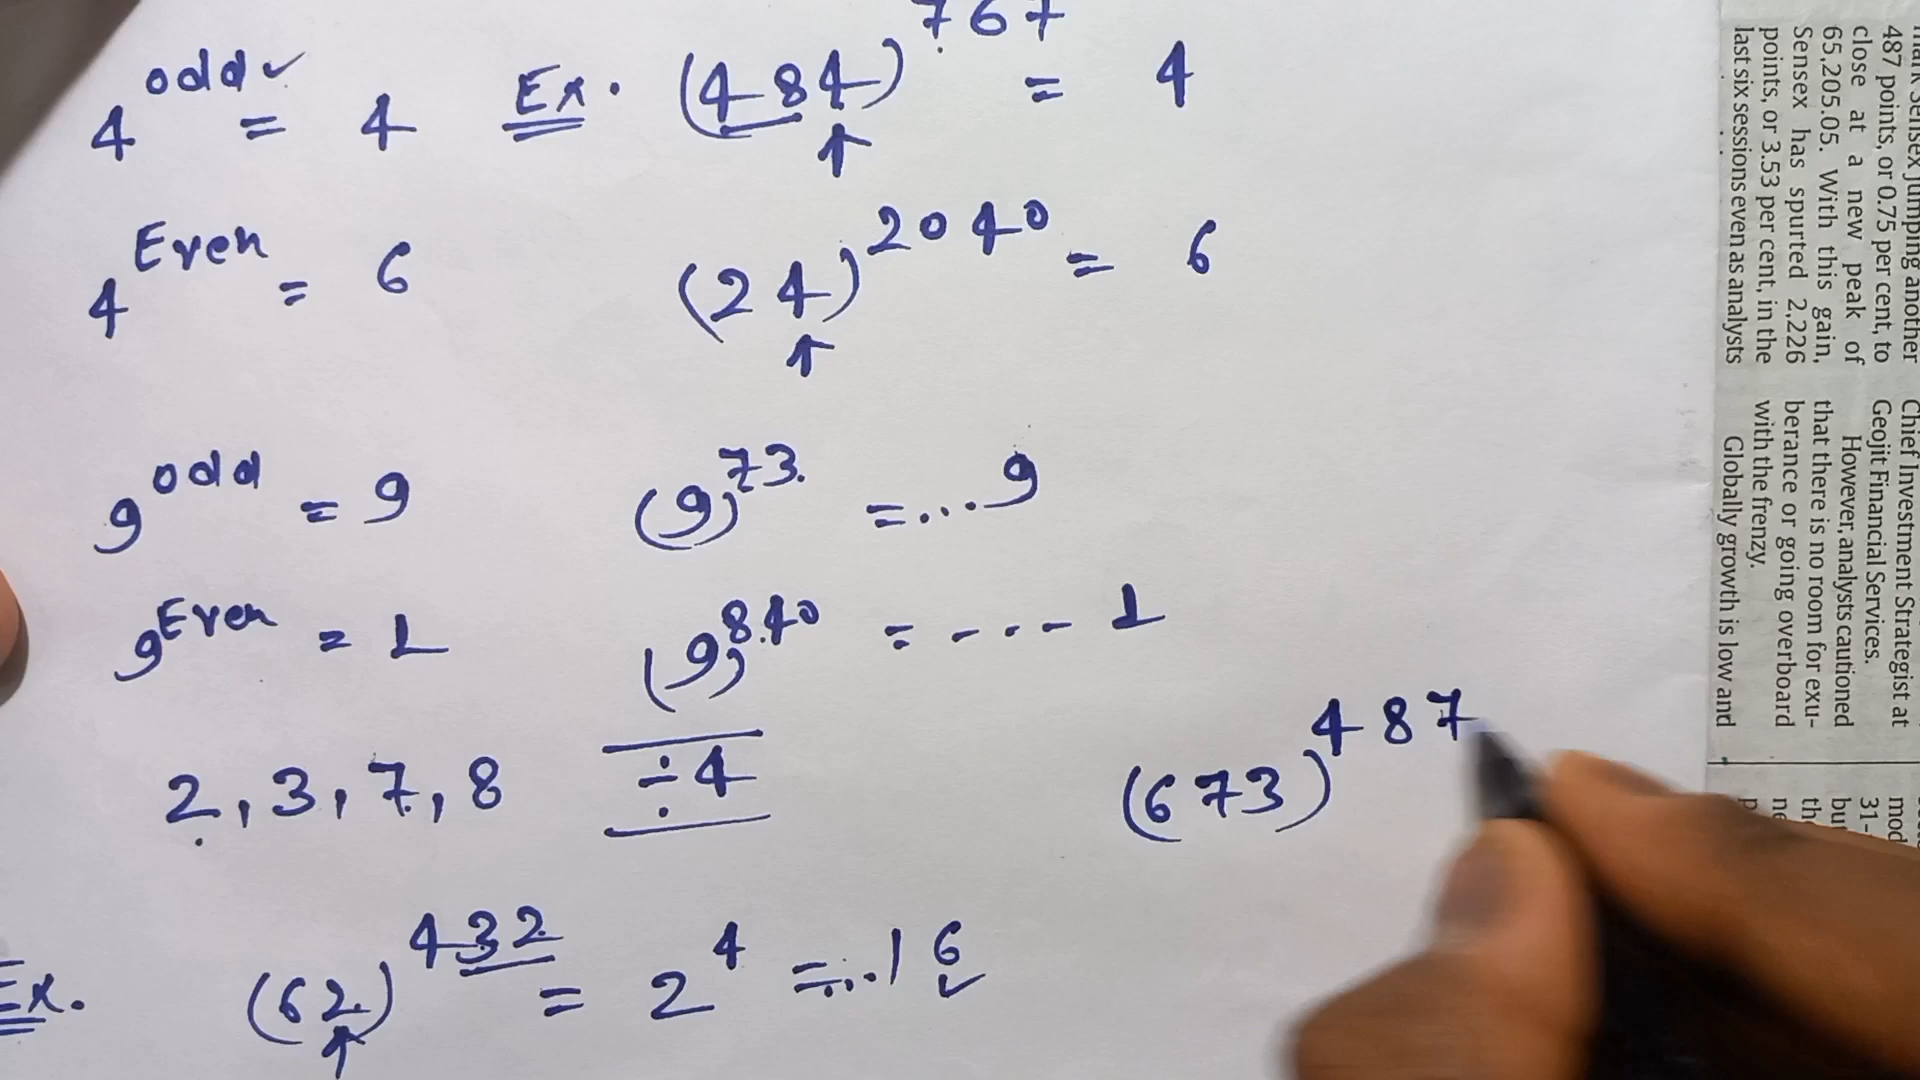 4^odd ✓ = 4 Ex. (484)^767 = 4
4^Even = 6 (24)^2040 = 6
9^odd = 9 (9)^73. = ...9
9^Even = 1 (9)^840 = - - - - 1
2, 3, 7, 8 ÷4 (673)^487
Ex. (62)^432 = 2^4 = ...16
487 points, or 0.75 per cent, to
close at a new peak of
65,205.05. With this gain,
Sensex has spurted 2,226
points, or 3.53 per cent, in the
last six sessions even as analysts
Chief Investment Strategist at
Geojit Financial Services.
However, analysts cautioned
that there is no room for exu-
berance or going overboard
with the frenzy.
Globally growth is low and
mod
31-
but
th
ne